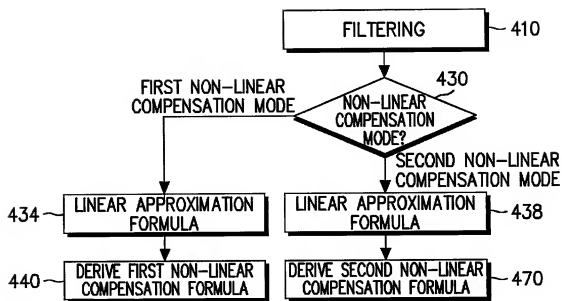 FILTERING
410
430
FIRST NON-LINEAR
COMPENSATION MODE
NON-LINEAR
COMPENSATION
MODE?
SECOND NON-LINEAR
COMPENSATION MODE
434
LINEAR APPROXIMATION
FORMULA
LINEAR APPROXIMATION
FORMULA
438
440
DERIVE FIRST NON-LINEAR
COMPENSATION FORMULA
DERIVE SECOND NON-LINEAR
COMPENSATION FORMULA
470